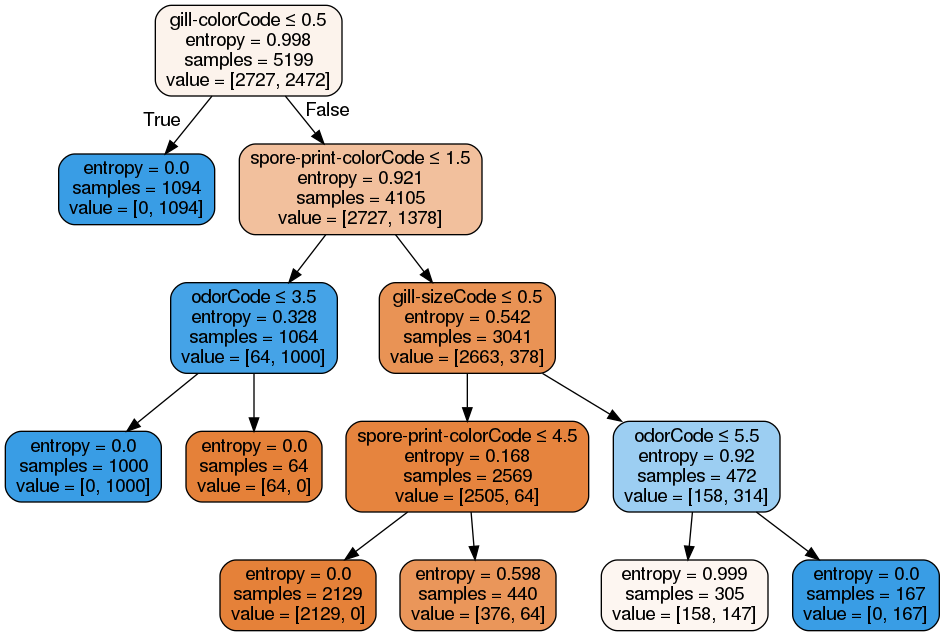 gill-colorCode ≤ 0.5
entropy = 0.998
samples = 5199
value = [2727, 2472]
True
False
entropy = 0.0
samples = 1094
value = [0, 1094]
spore-print-colorCode ≤ 1.5
entropy = 0.921
samples = 4105
value = [2727, 1378]
odorCode ≤ 3.5
entropy = 0.328
samples = 1064
value = [64, 1000]
gill-sizeCode ≤ 0.5
entropy = 0.542
samples = 3041
value = [2663, 378]
entropy = 0.0
samples = 1000
value = [0, 1000]
entropy = 0.0
samples = 64
value = [64, 0]
spore-print-colorCode ≤ 4.5
entropy = 0.168
samples = 2569
value = [2505, 64]
odorCode ≤ 5.5
entropy = 0.92
samples = 472
value = [158, 314]
entropy = 0.0
samples = 2129
value = [2129, 0]
entropy = 0.598
samples = 440
value = [376, 64]
entropy = 0.999
samples = 305
value = [158, 147]
entropy = 0.0
samples = 167
value = [0, 167]